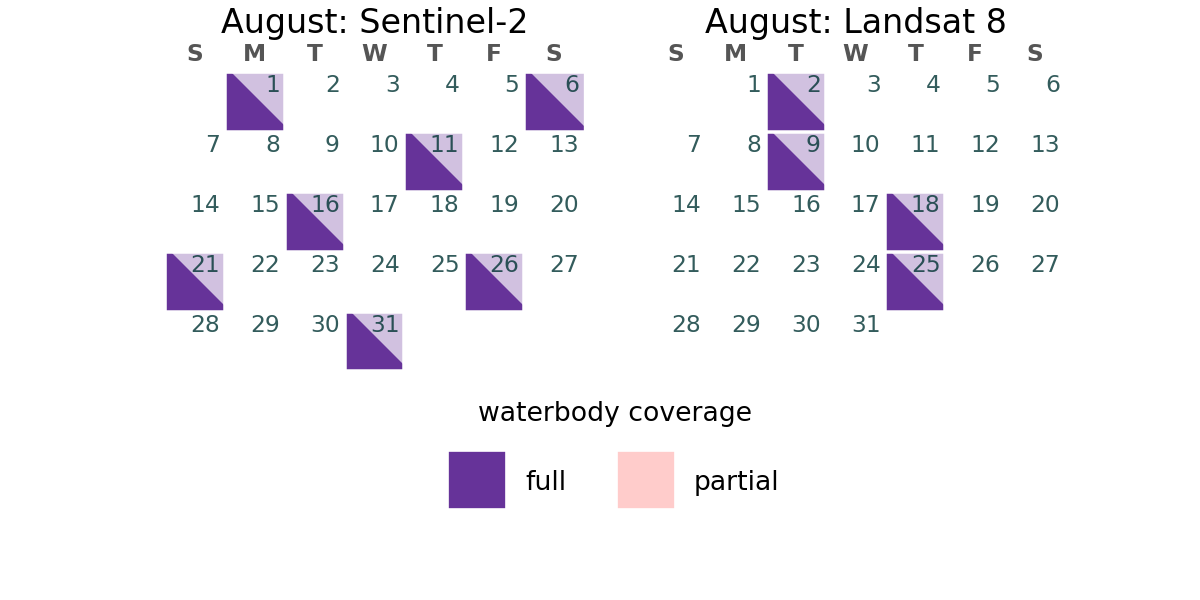 August: Sentinel-2
S M T W T F S
1 2 3 4 5 6
7 8 9 10 11 12 13
14 15 16 17 18 19 20
21 22 23 24 25 26 27
28 29 30 31
August: Landsat 8
S M T W T F S
1 2 3 4 5 6
7 8 9 10 11 12 13
14 15 16 17 18 19 20
21 22 23 24 25 26 27
28 29 30 31
waterbody coverage
full
partial